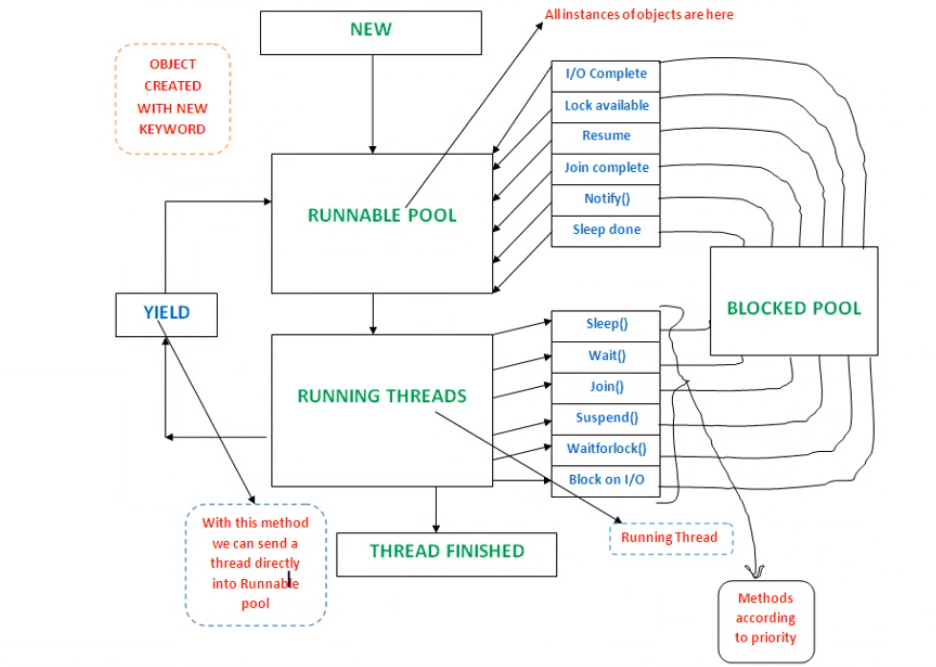 All instances of objects are here
NEW
OBJECT
CREATED
WITH NEW
KEYWORD
I/O Complete
Lock available
Resume
Join complete
Notify()
Sleep done
RUNNABLE POOL
YIELD
BLOCKED POOL
Sleep()
Wait()
Join()
Suspend()
Waitforlock()
Block on I/O
RUNNING THREADS
With this method
we can send a
thread directly
into Runnable
pool
THREAD FINISHED
Running Thread
Methods
according
to priority